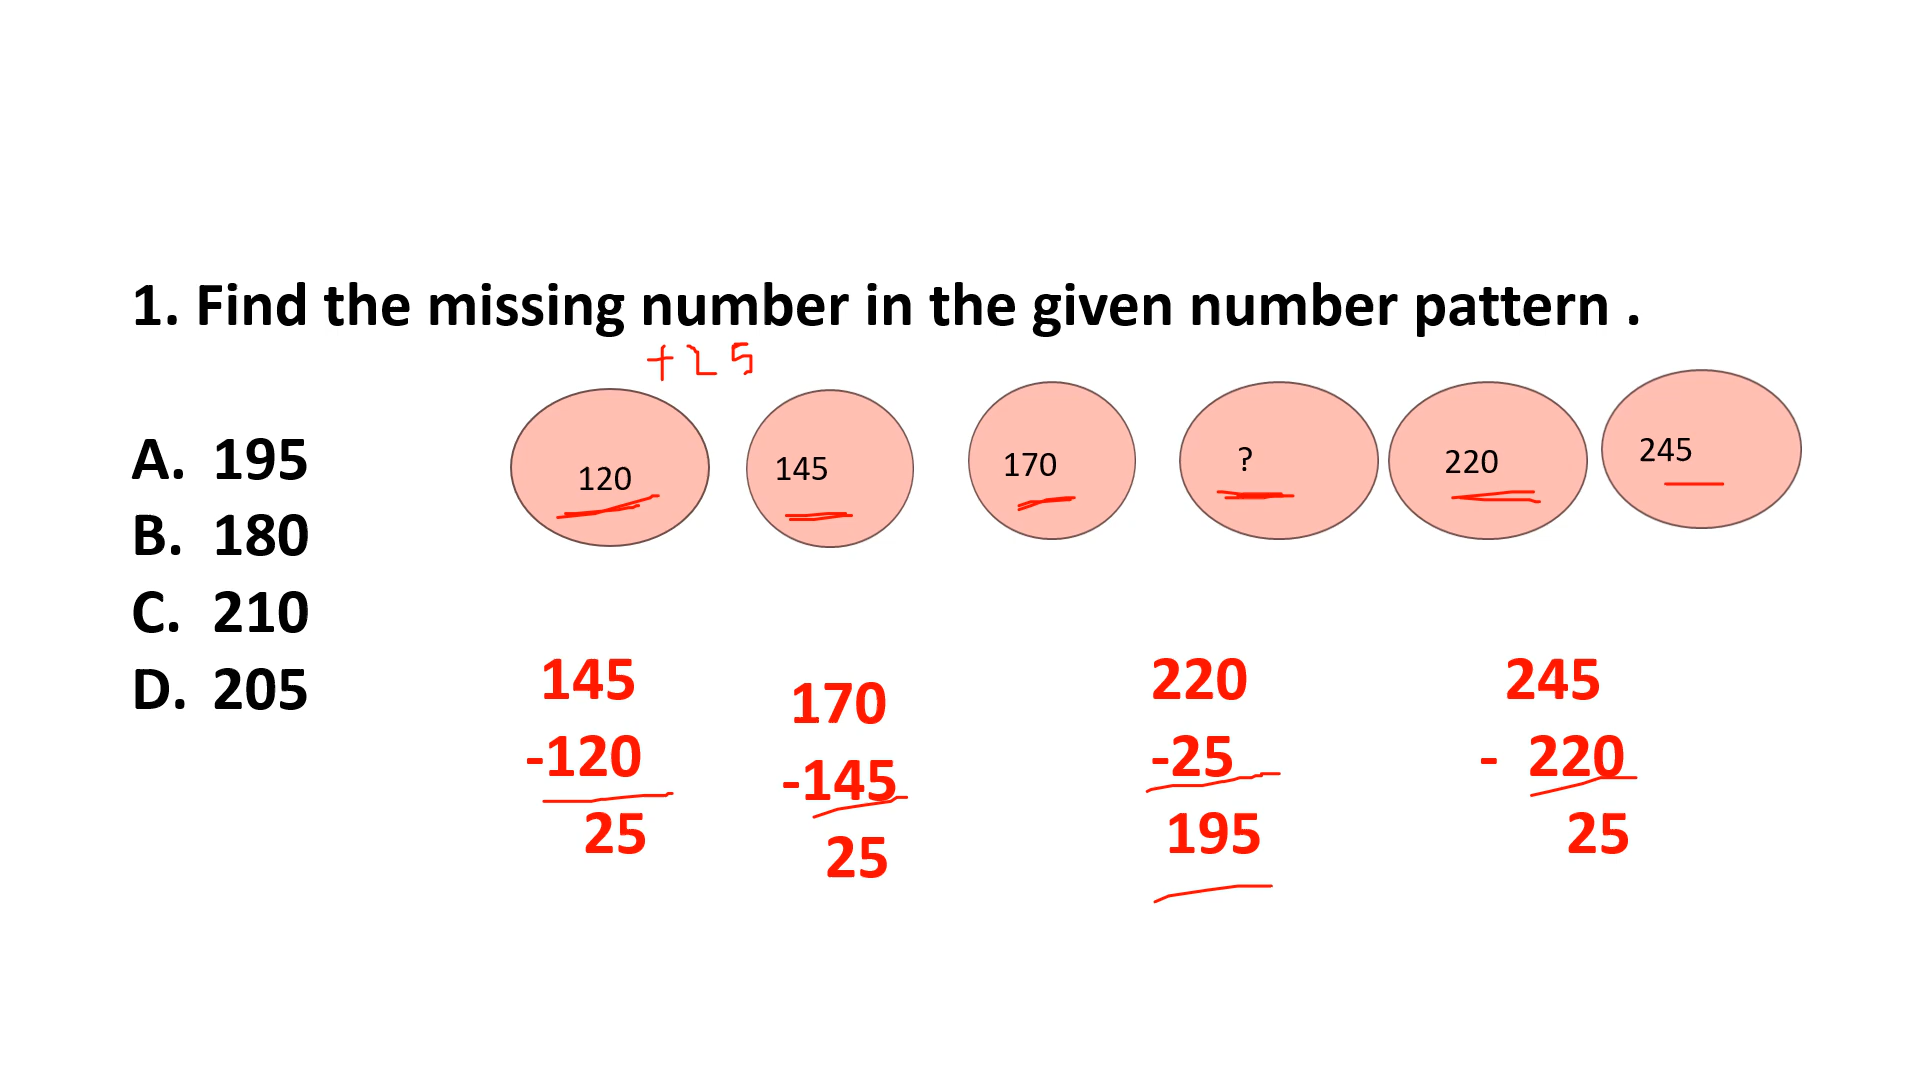 1. Find the missing number in the given number pattern .
+25
120 145 170 ? 220 245
A. 195
B. 180
C. 210
D. 205
145
-120
25
170
-145
25
220
-25
195
245
- 220
25